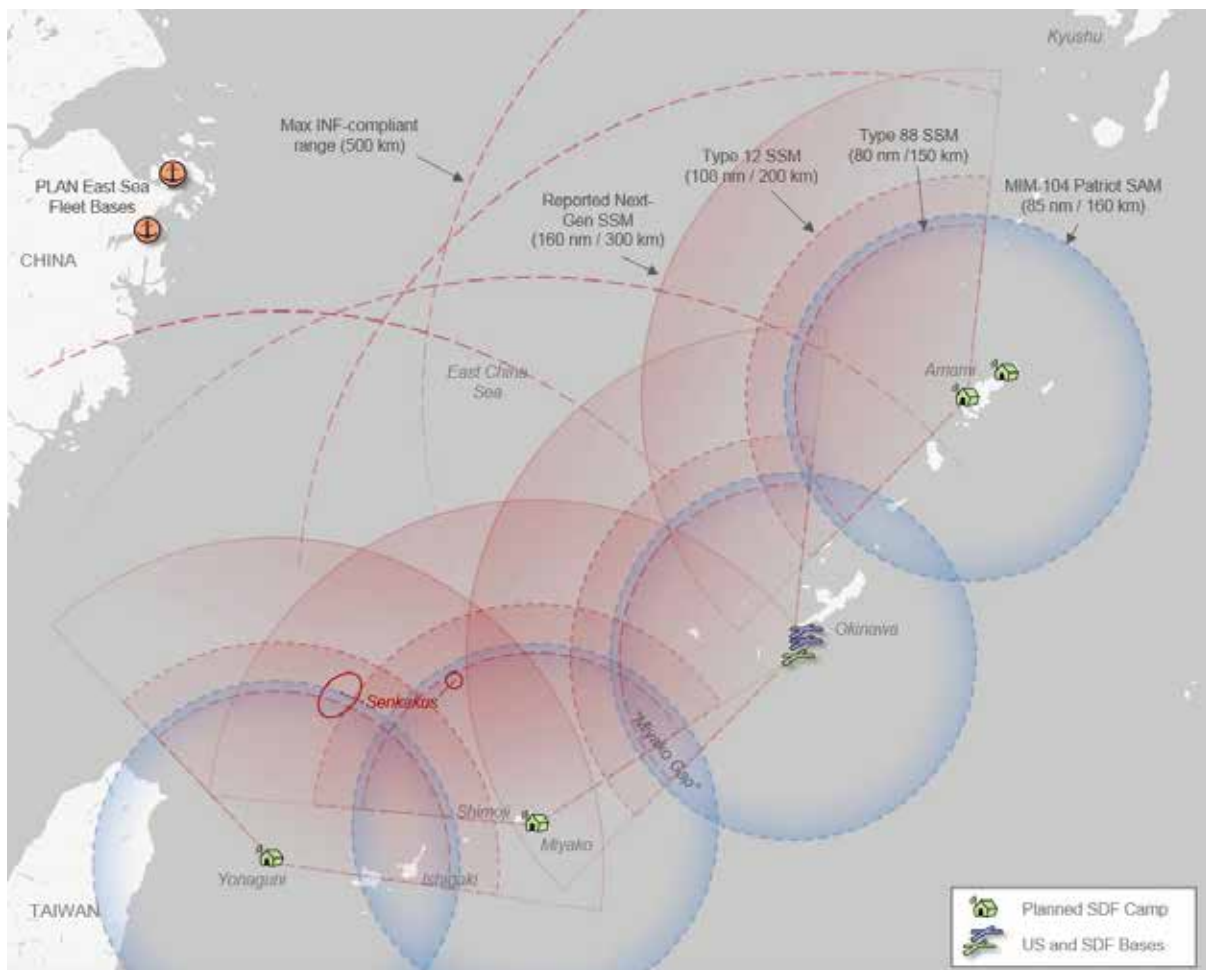 Kyushu
Max INF-compliant
range (500 km)
Type 88 SSM
(80 nm /150 km)
Type 12 SSM
(108 nm / 200 km)
PLAN East Sea
Fleet Bases
MIM-104 Patriot SAM
(85 nm / 160 km)
Reported Next-
Gen SSM
(160 nm / 300 km)
CHINA
East China
Sea
Amami
Okinawa
Senkakus
"Miyako Gap"
Shimoji
Miyako
Yonaguni
Ishigaki
TAIWAN
Planned SDF Camp
US and SDF Bases